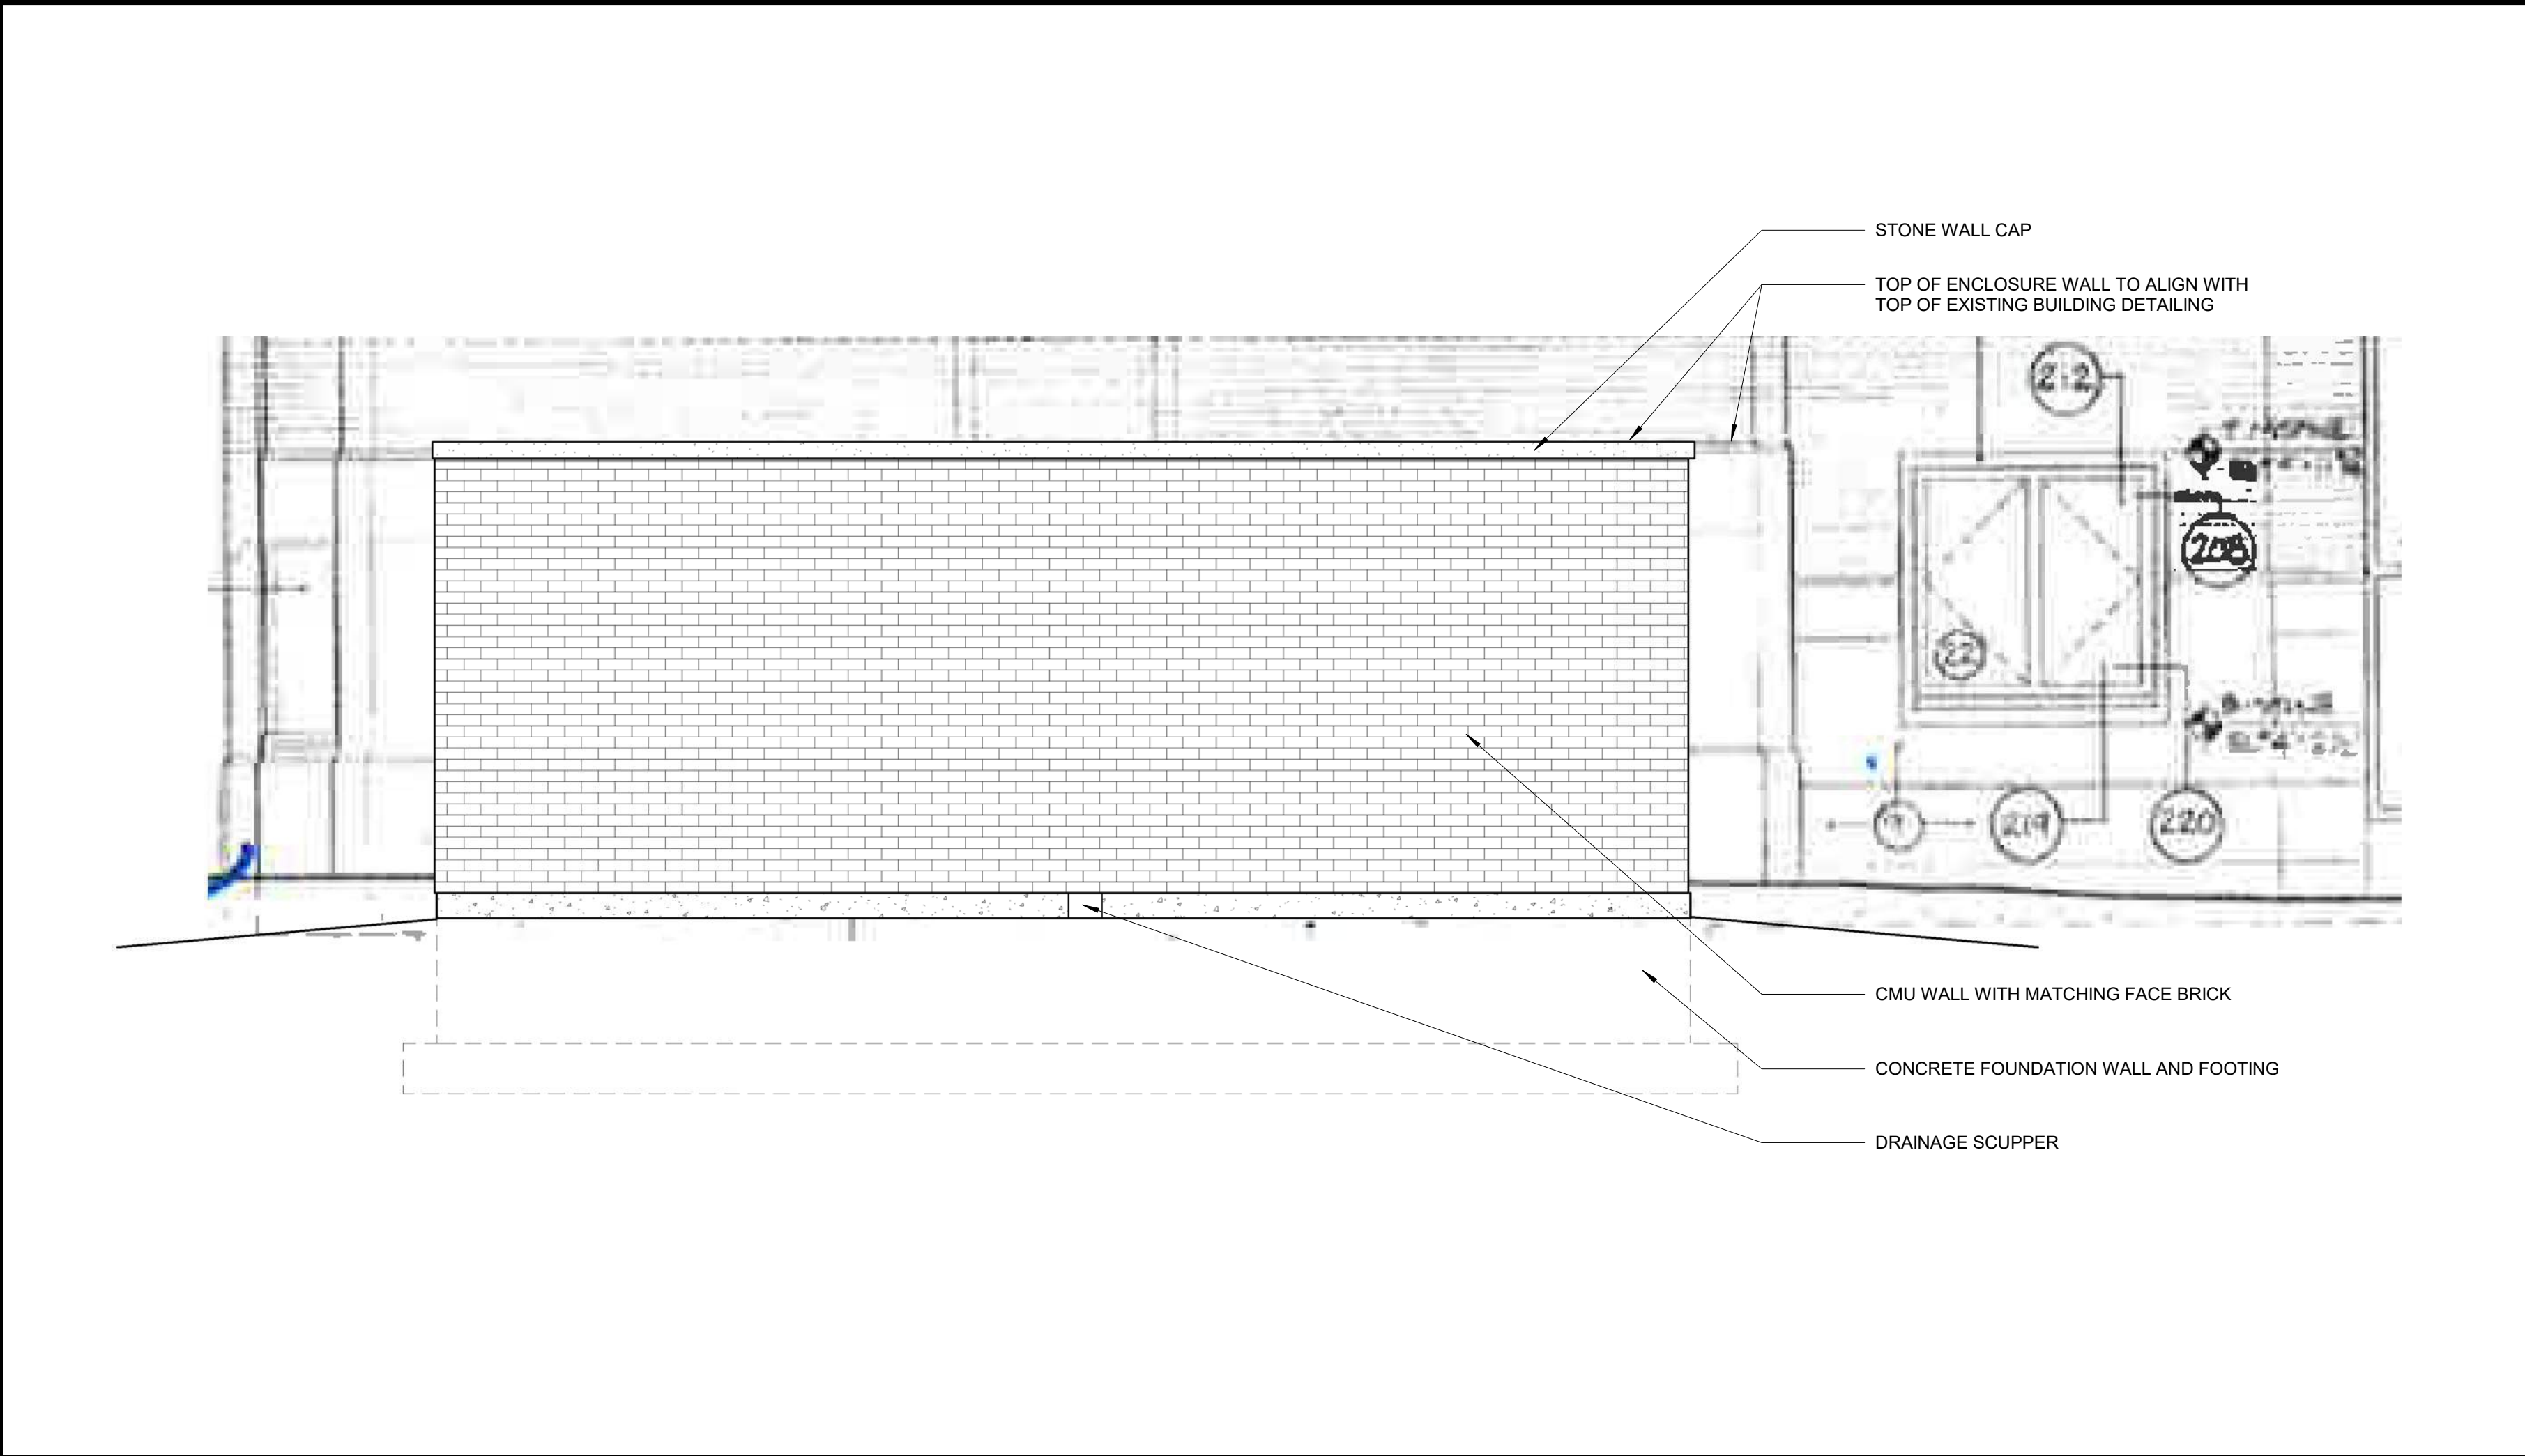 STONE WALL CAP
TOP OF ENCLOSURE WALL TO ALIGN WITH
TOP OF EXISTING BUILDING DETAILING
212
208
22
219
220
CMU WALL WITH MATCHING FACE BRICK
CONCRETE FOUNDATION WALL AND FOOTING
DRAINAGE SCUPPER